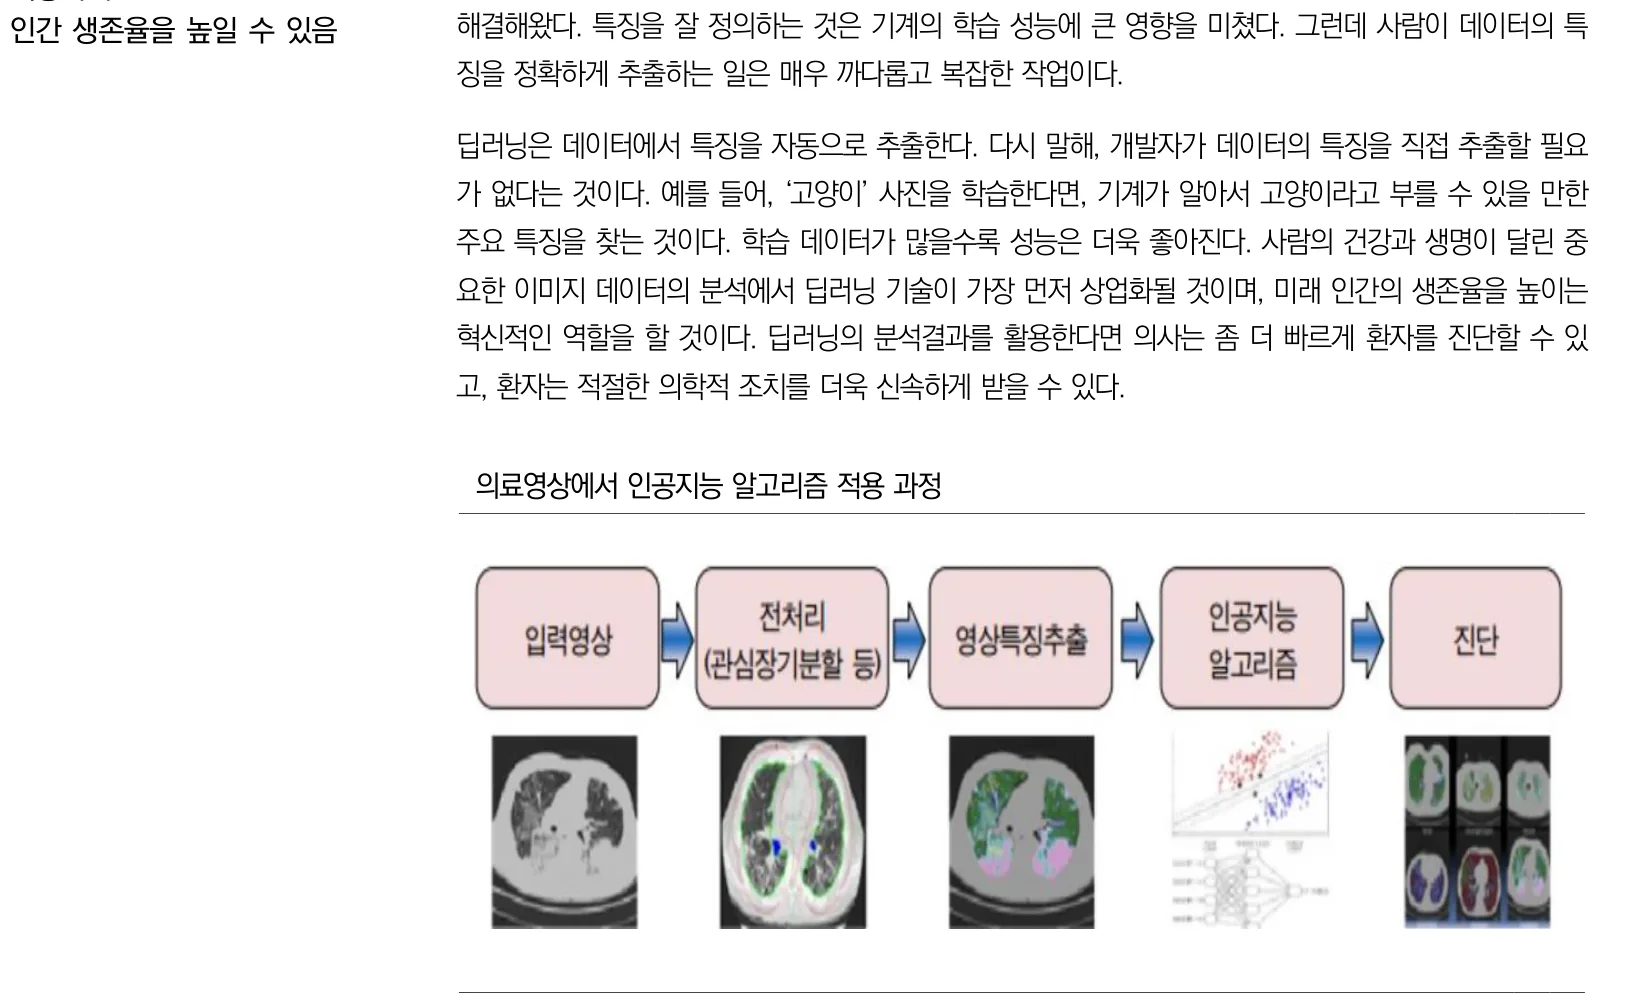 인간 생존율을 높일 수 있음
해결해왔다. 특징을 잘 정의하는 것은 기계의 학습 성능에 큰 영향을 미쳤다. 그런데 사람이 데이터의 특
징을 정확하게 추출하는 일은 매우 까다롭고 복잡한 작업이다.
딥러닝은 데이터에서 특징을 자동으로 추출한다. 다시 말해, 개발자가 데이터의 특징을 직접 추출할 필요
가 없다는 것이다. 예를 들어, ‘고양이’ 사진을 학습한다면, 기계가 알아서 고양이라고 부를 수 있을 만한
주요 특징을 찾는 것이다. 학습 데이터가 많을수록 성능은 더욱 좋아진다. 사람의 건강과 생명이 달린 중
요한 이미지 데이터의 분석에서 딥러닝 기술이 가장 먼저 상업화될 것이며, 미래 인간의 생존율을 높이는
혁신적인 역할을 할 것이다. 딥러닝의 분석결과를 활용한다면 의사는 좀 더 빠르게 환자를 진단할 수 있
고, 환자는 적절한 의학적 조치를 더욱 신속하게 받을 수 있다.
의료영상에서 인공지능 알고리즘 적용 과정
입력영상
전처리
(관심장기분할 등)
영상특징추출
인공지능
알고리즘
진단